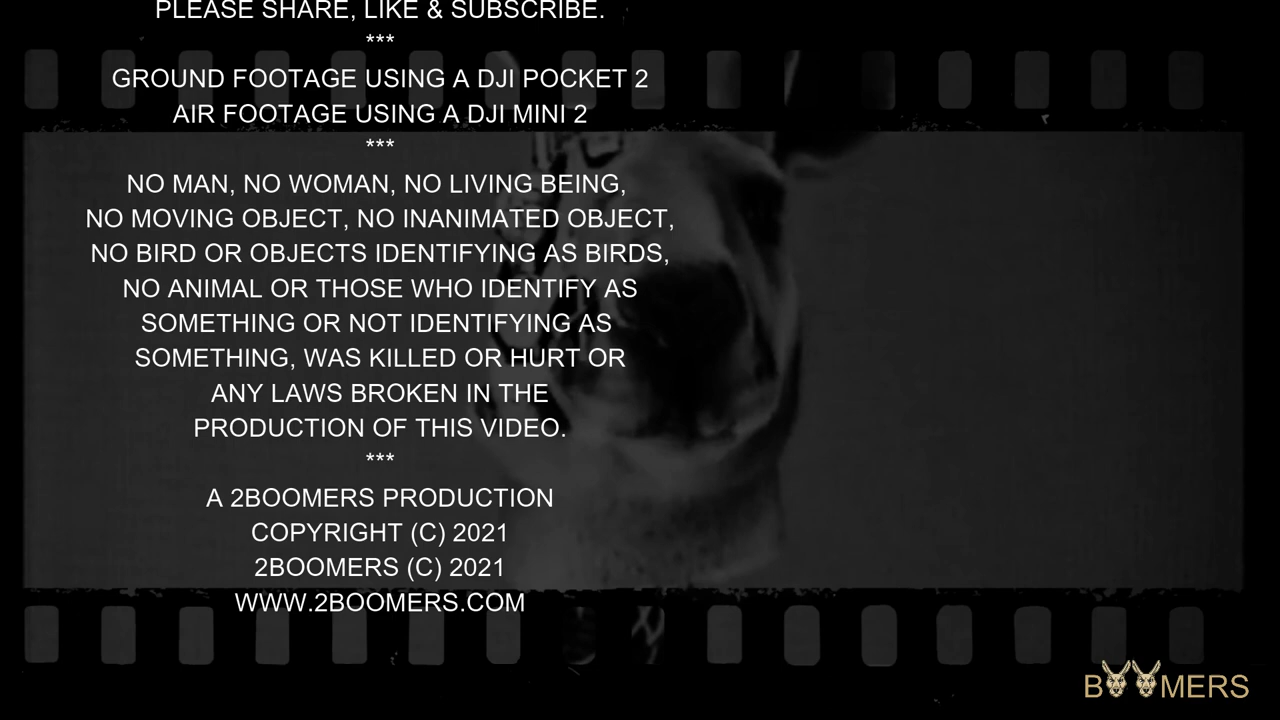 PLEASE SHARE, LIKE & SUBSCRIBE.
***
GROUND FOOTAGE USING A DJI POCKET 2
AIR FOOTAGE USING A DJI MINI 2
***
NO MAN, NO WOMAN, NO LIVING BEING,
NO MOVING OBJECT, NO INANIMATED OBJECT,
NO BIRD OR OBJECTS IDENTIFYING AS BIRDS,
NO ANIMAL OR THOSE WHO IDENTIFY AS
SOMETHING OR NOT IDENTIFYING AS
SOMETHING, WAS KILLED OR HURT OR
ANY LAWS BROKEN IN THE
PRODUCTION OF THIS VIDEO.
***
A 2BOOMERS PRODUCTION
COPYRIGHT (C) 2021
2BOOMERS (C) 2021
WWW.2BOOMERS.COM
BOOMERS